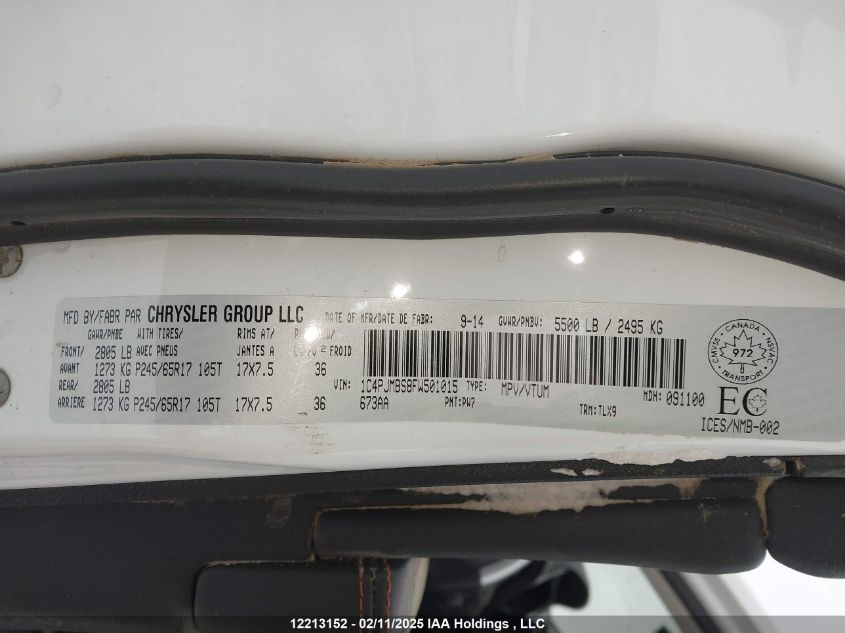 MFD BY/FABR PAR CHRYSLER GROUP LLC DATE OF MFR/DATE DE FABR: 9-14 GVWR/PNBV: 5500 LB / 2495 KG
GAWR/PNBE WITH TIRES/ RIMS AT/
FRONT/ 2805 LB AVEC PNEUS JANTES A FROID
AVANT 1273 KG P245/65R17 105T 17X7.5 36
REAR/ 2805 LB
ARRIERE 1273 KG P245/65R17 105T 17X7.5 36
VIN: 1C4PJMBS8FW501015 TYPE: MPV/VTUM MDH: 091100
673AA PNT: PW7 TRM: TLX9
CANADA
CMVSS NSVAC
972
TRANSPORT
EC
ICES/NMB-002
12213152 - 02/11/2025 IAA Holdings , LLC